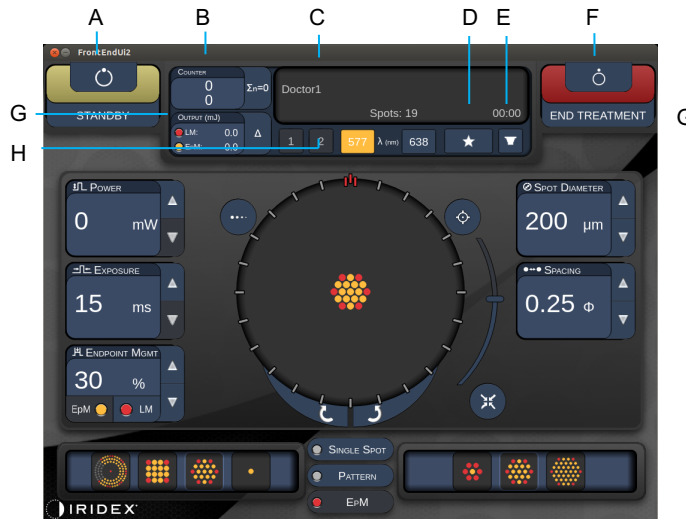 A
B
C
D
E
F
FrontEndUi2
COUNTER
0
0
Σn=0
Doctor1
Spots: 19
00:00
STANDBY
END TREATMENT
G
G
OUTPUT (mJ)
LM: 0.0
EPM: 0.0
Δ
H
1 2 577 λ (nm) 638
POWER
0 mW
SPOT DIAMETER
200 μm
EXPOSURE
15 ms
SPACING
0.25 Φ
ENDPOINT MGMT
30 %
EpM LM
SINGLE SPOT
PATTERN
EPM
IRIDEX